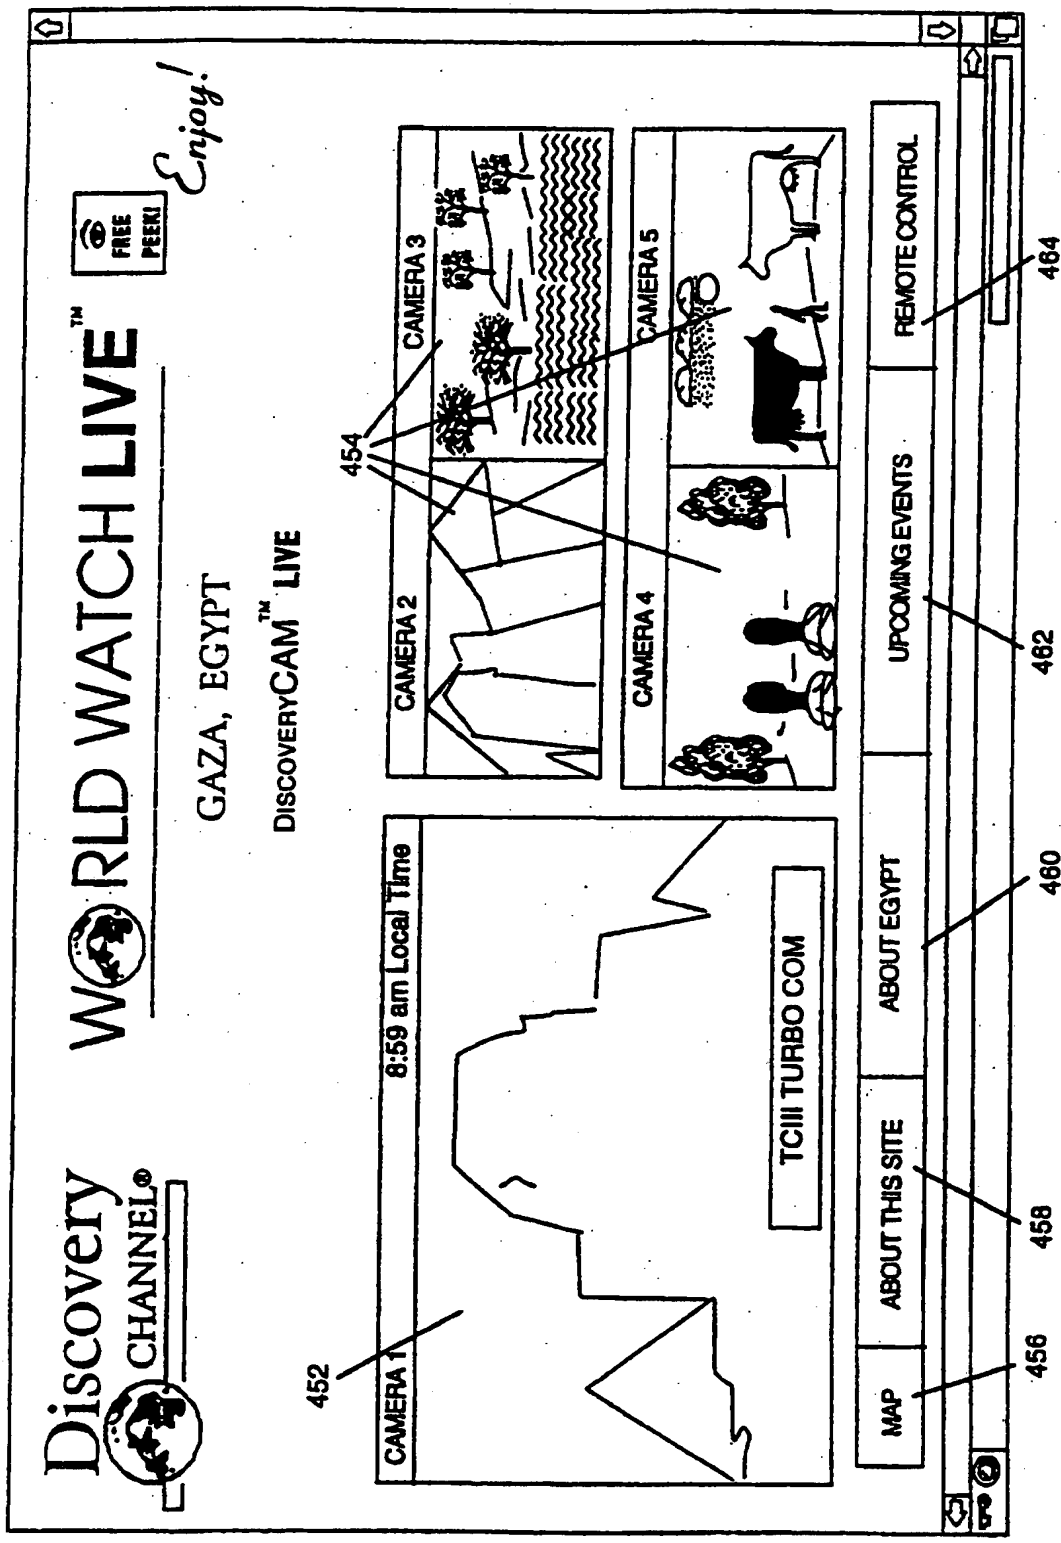 Discovery
CHANNEL®
WORLD WATCH LIVE™
FREE
PEEK!
Enjoy!
GAZA, EGYPT
DISCOVERYCAM™ LIVE
452
454
CAMERA 1 8:59 am Local Time
TCIII TURBO COM
CAMERA 2
CAMERA 3
CAMERA 4
CAMERA 5
MAP
ABOUT THIS SITE
ABOUT EGYPT
UPCOMING EVENTS
REMOTE CONTROL
456
458
460
462
464